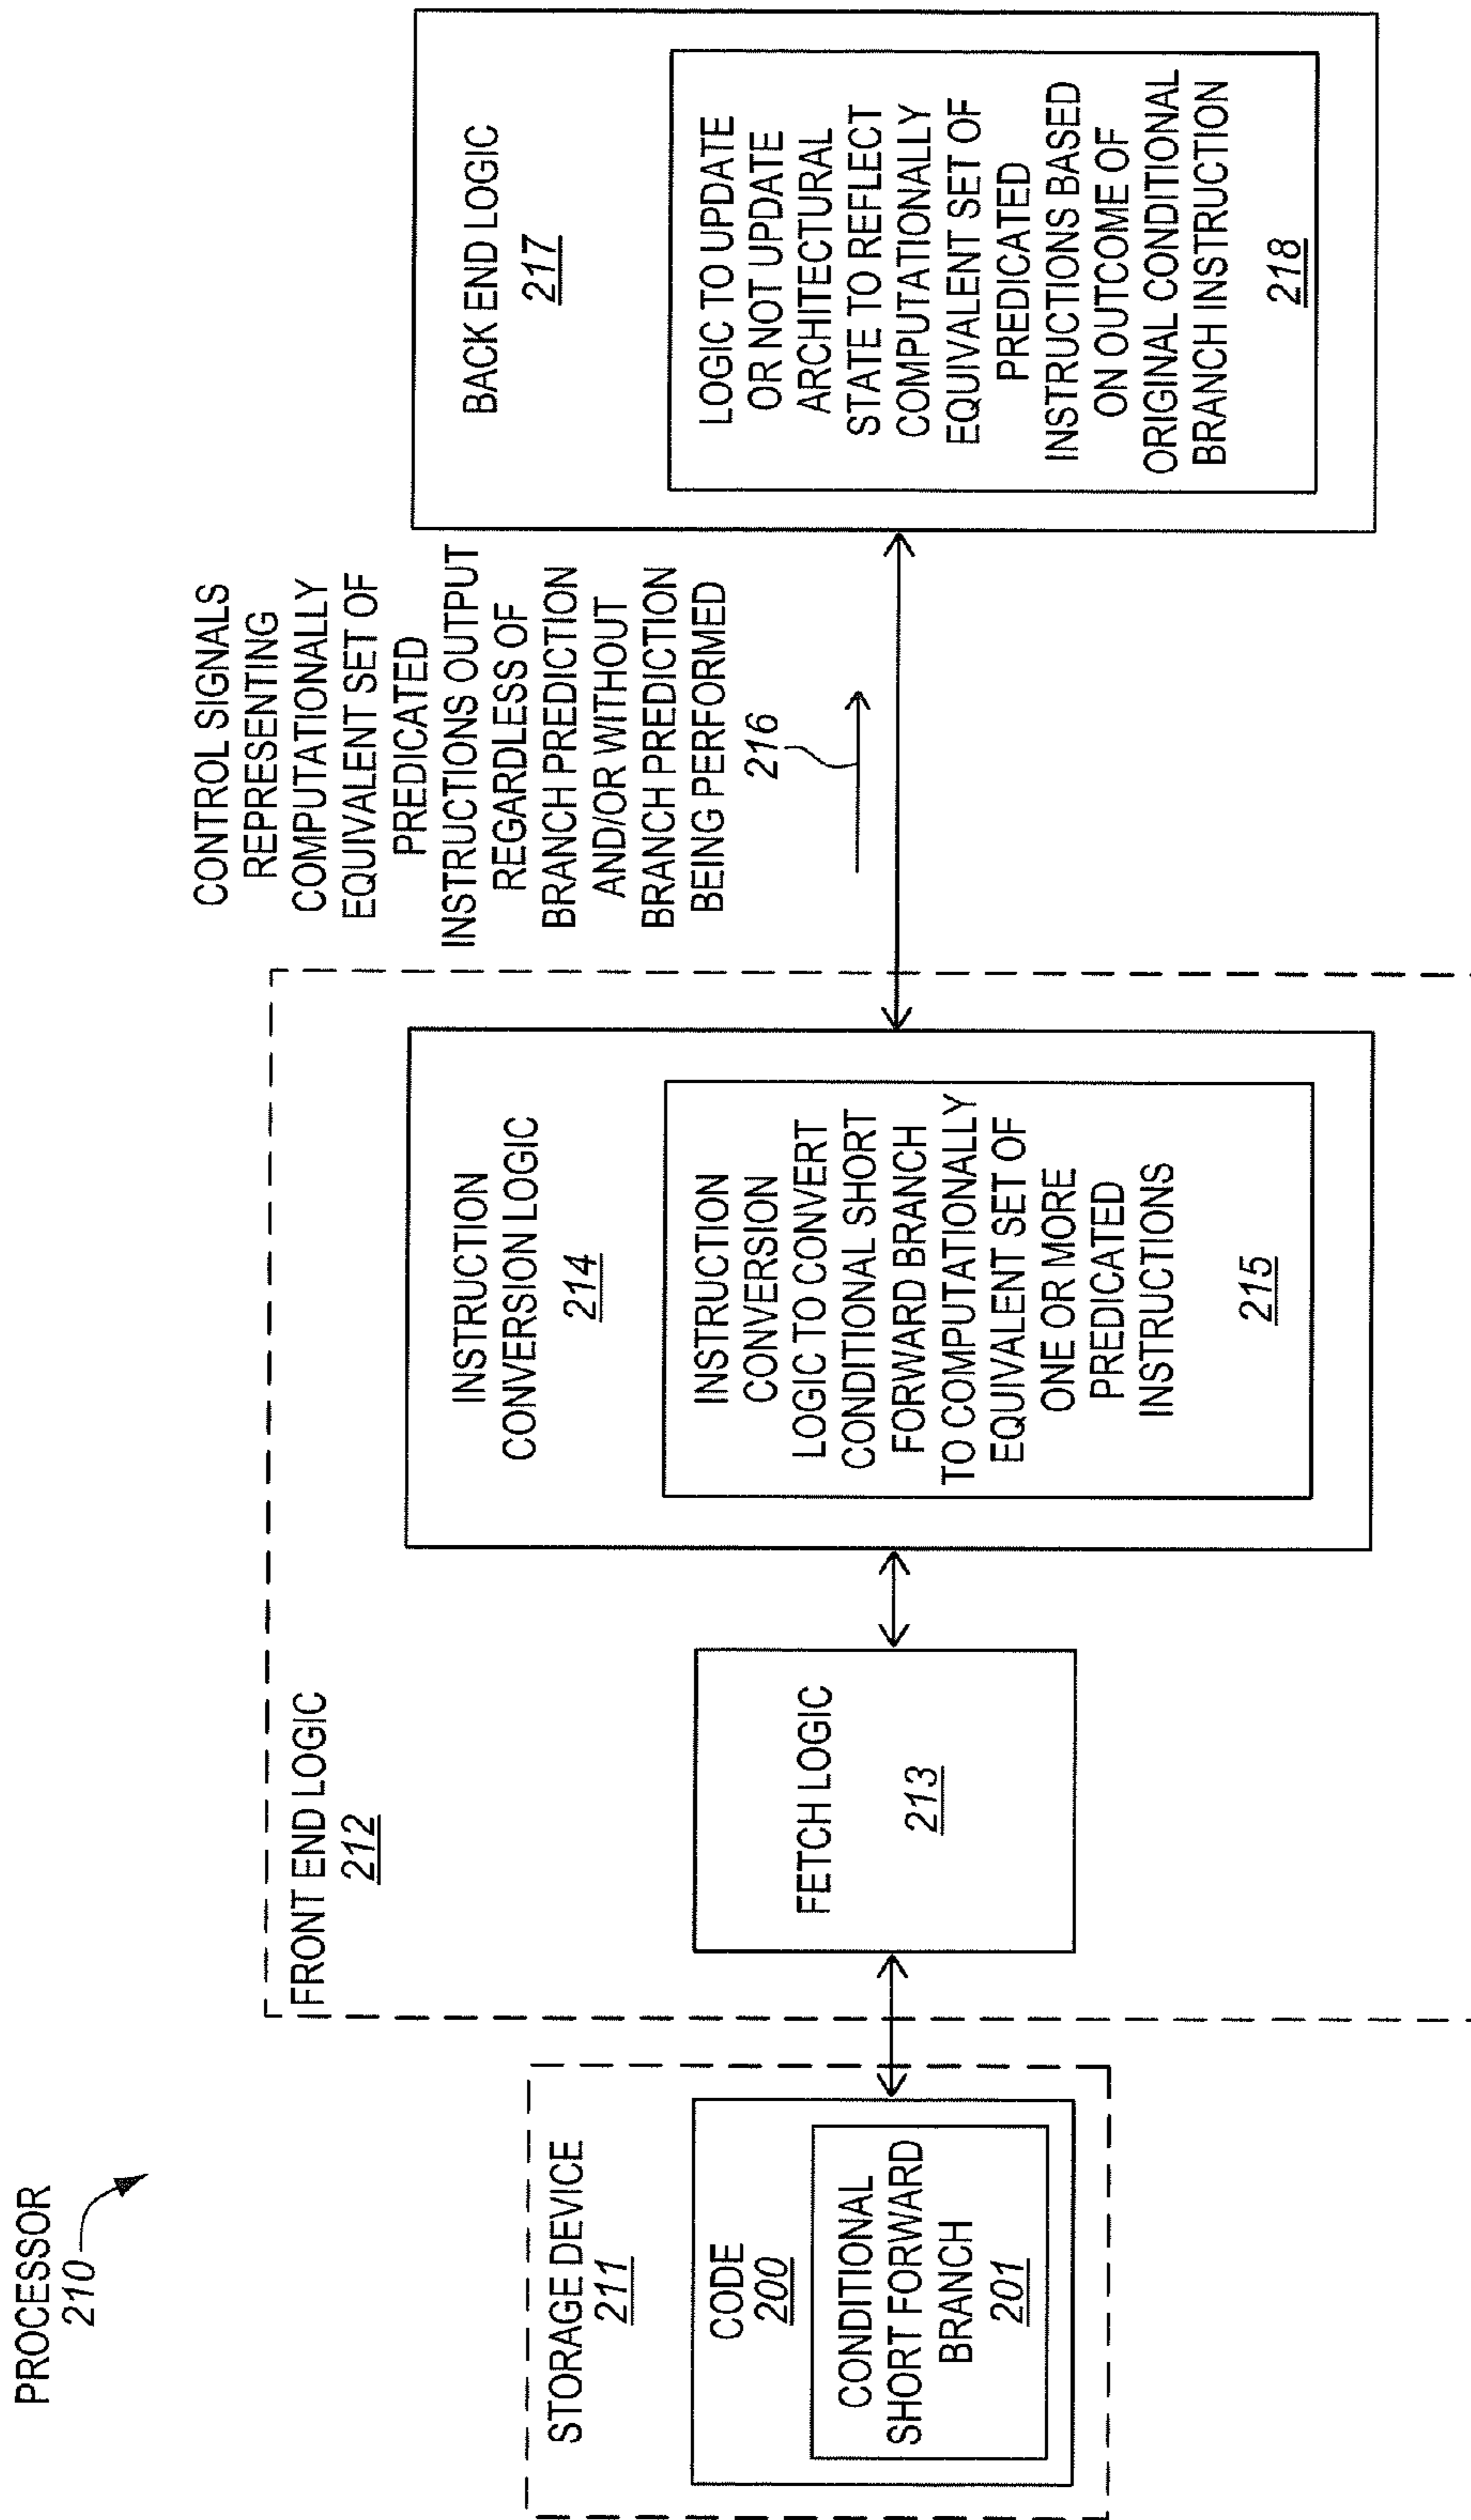 PROCESSOR
210
STORAGE DEVICE
211
CODE
200
CONDITIONAL
SHORT FORWARD
BRANCH
201
FRONT END LOGIC
212
FETCH LOGIC
213
INSTRUCTION
CONVERSION LOGIC
214
INSTRUCTION
CONVERSION
LOGIC TO CONVERT
CONDITIONAL SHORT
FORWARD BRANCH
TO COMPUTATIONALLY
EQUIVALENT SET OF
ONE OR MORE
PREDICATED
INSTRUCTIONS
215
CONTROL SIGNALS
REPRESENTING
COMPUTATIONALLY
EQUIVALENT SET OF
PREDICATED
INSTRUCTIONS OUTPUT
REGARDLESS OF
BRANCH PREDICTION
AND/OR WITHOUT
BRANCH PREDICTION
BEING PERFORMED
216
BACK END LOGIC
217
LOGIC TO UPDATE
OR NOT UPDATE
ARCHITECTURAL
STATE TO REFLECT
COMPUTATIONALLY
EQUIVALENT SET OF
PREDICATED
INSTRUCTIONS BASED
ON OUTCOME OF
ORIGINAL CONDITIONAL
BRANCH INSTRUCTION
218